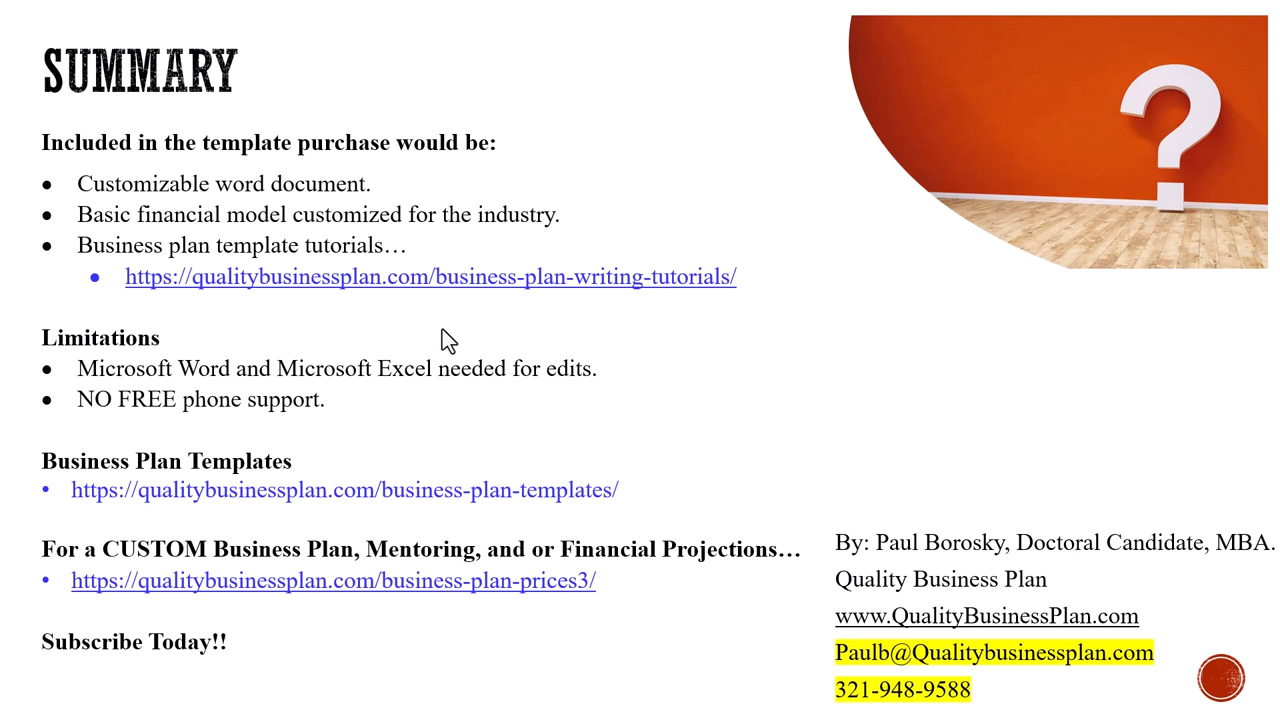 SUMMARY
Included in the template purchase would be:
• Customizable word document.
• Basic financial model customized for the industry.
• Business plan template tutorials…
• https://qualitybusinessplan.com/business-plan-writing-tutorials/
Limitations
• Microsoft Word and Microsoft Excel needed for edits.
• NO FREE phone support.
Business Plan Templates
• https://qualitybusinessplan.com/business-plan-templates/
For a CUSTOM Business Plan, Mentoring, and or Financial Projections…
• https://qualitybusinessplan.com/business-plan-prices3/
Subscribe Today!!
By: Paul Borosky, Doctoral Candidate, MBA.
Quality Business Plan
www.QualityBusinessPlan.com
Paulb@Qualitybusinessplan.com
321-948-9588
?